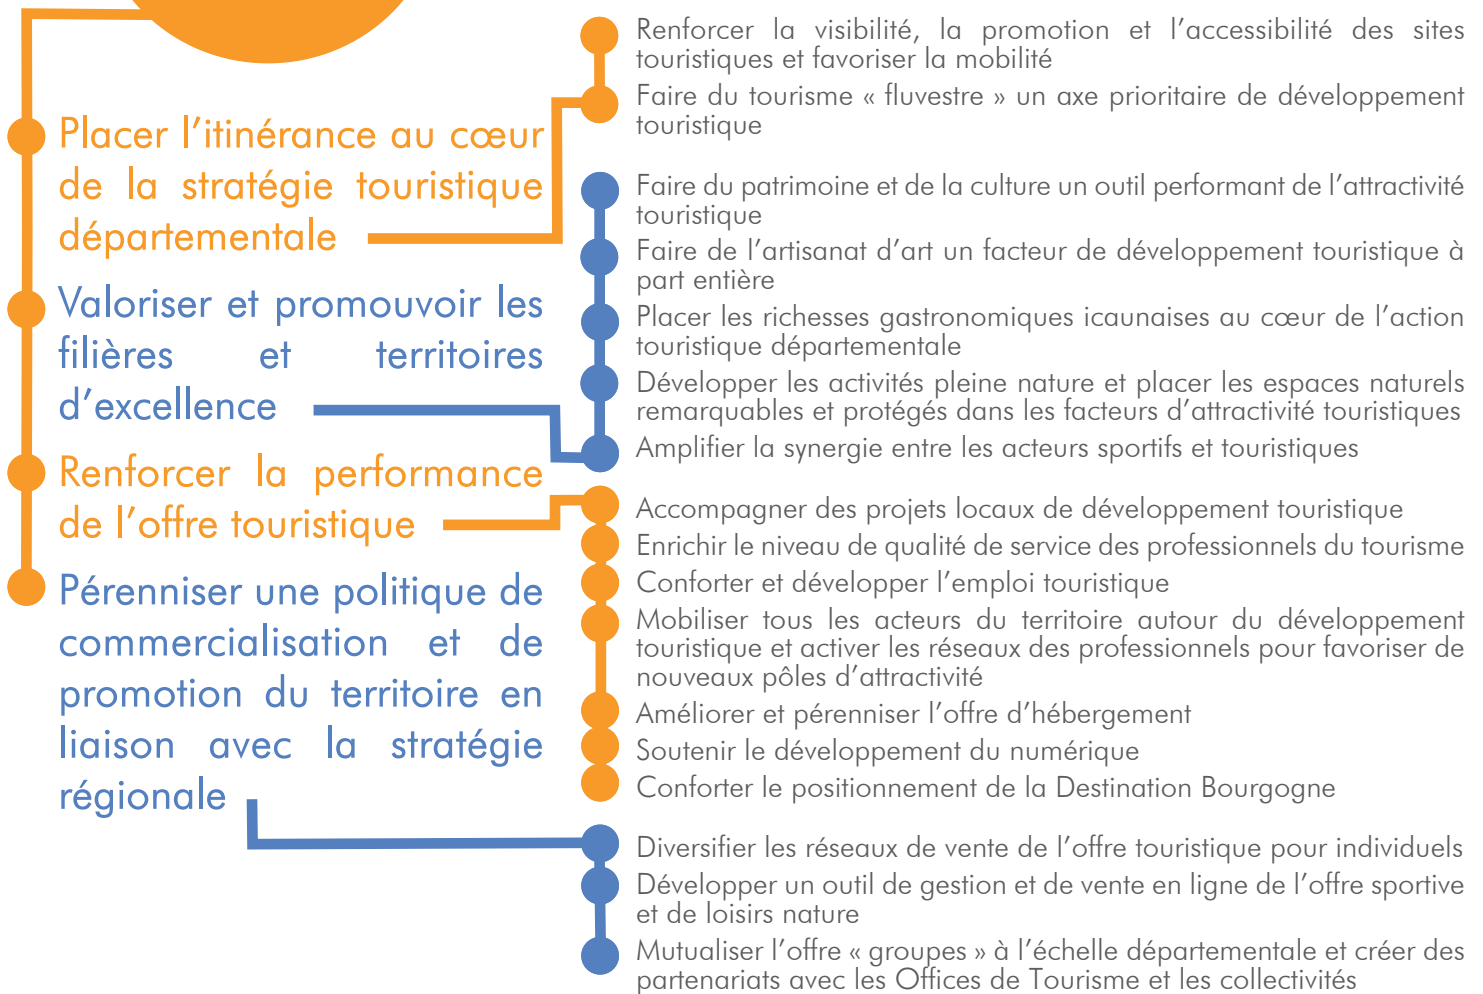 Placer l’itinérance au cœur
de la stratégie touristique
départementale
Renforcer la visibilité, la promotion et l’accessibilité des sites
touristiques et favoriser la mobilité
Faire du tourisme « fluvestre » un axe prioritaire de développement
touristique
Valoriser et promouvoir les
filières et territoires
d’excellence
Faire du patrimoine et de la culture un outil performant de l’attractivité
touristique
Faire de l’artisanat d’art un facteur de développement touristique à
part entière
Placer les richesses gastronomiques icaunaises au cœur de l’action
touristique départementale
Développer les activités pleine nature et placer les espaces naturels
remarquables et protégés dans les facteurs d’attractivité touristiques
Amplifier la synergie entre les acteurs sportifs et touristiques
Renforcer la performance
de l’offre touristique
Accompagner des projets locaux de développement touristique
Enrichir le niveau de qualité de service des professionnels du tourisme
Conforter et développer l’emploi touristique
Mobiliser tous les acteurs du territoire autour du développement
touristique et activer les réseaux des professionnels pour favoriser de
nouveaux pôles d’attractivité
Améliorer et pérenniser l’offre d’hébergement
Soutenir le développement du numérique
Conforter le positionnement de la Destination Bourgogne
Pérenniser une politique de
commercialisation et de
promotion du territoire en
liaison avec la stratégie
régionale
Diversifier les réseaux de vente de l’offre touristique pour individuels
Développer un outil de gestion et de vente en ligne de l’offre sportive
et de loisirs nature
Mutualiser l’offre « groupes » à l’échelle départementale et créer des
partenariats avec les Offices de Tourisme et les collectivités